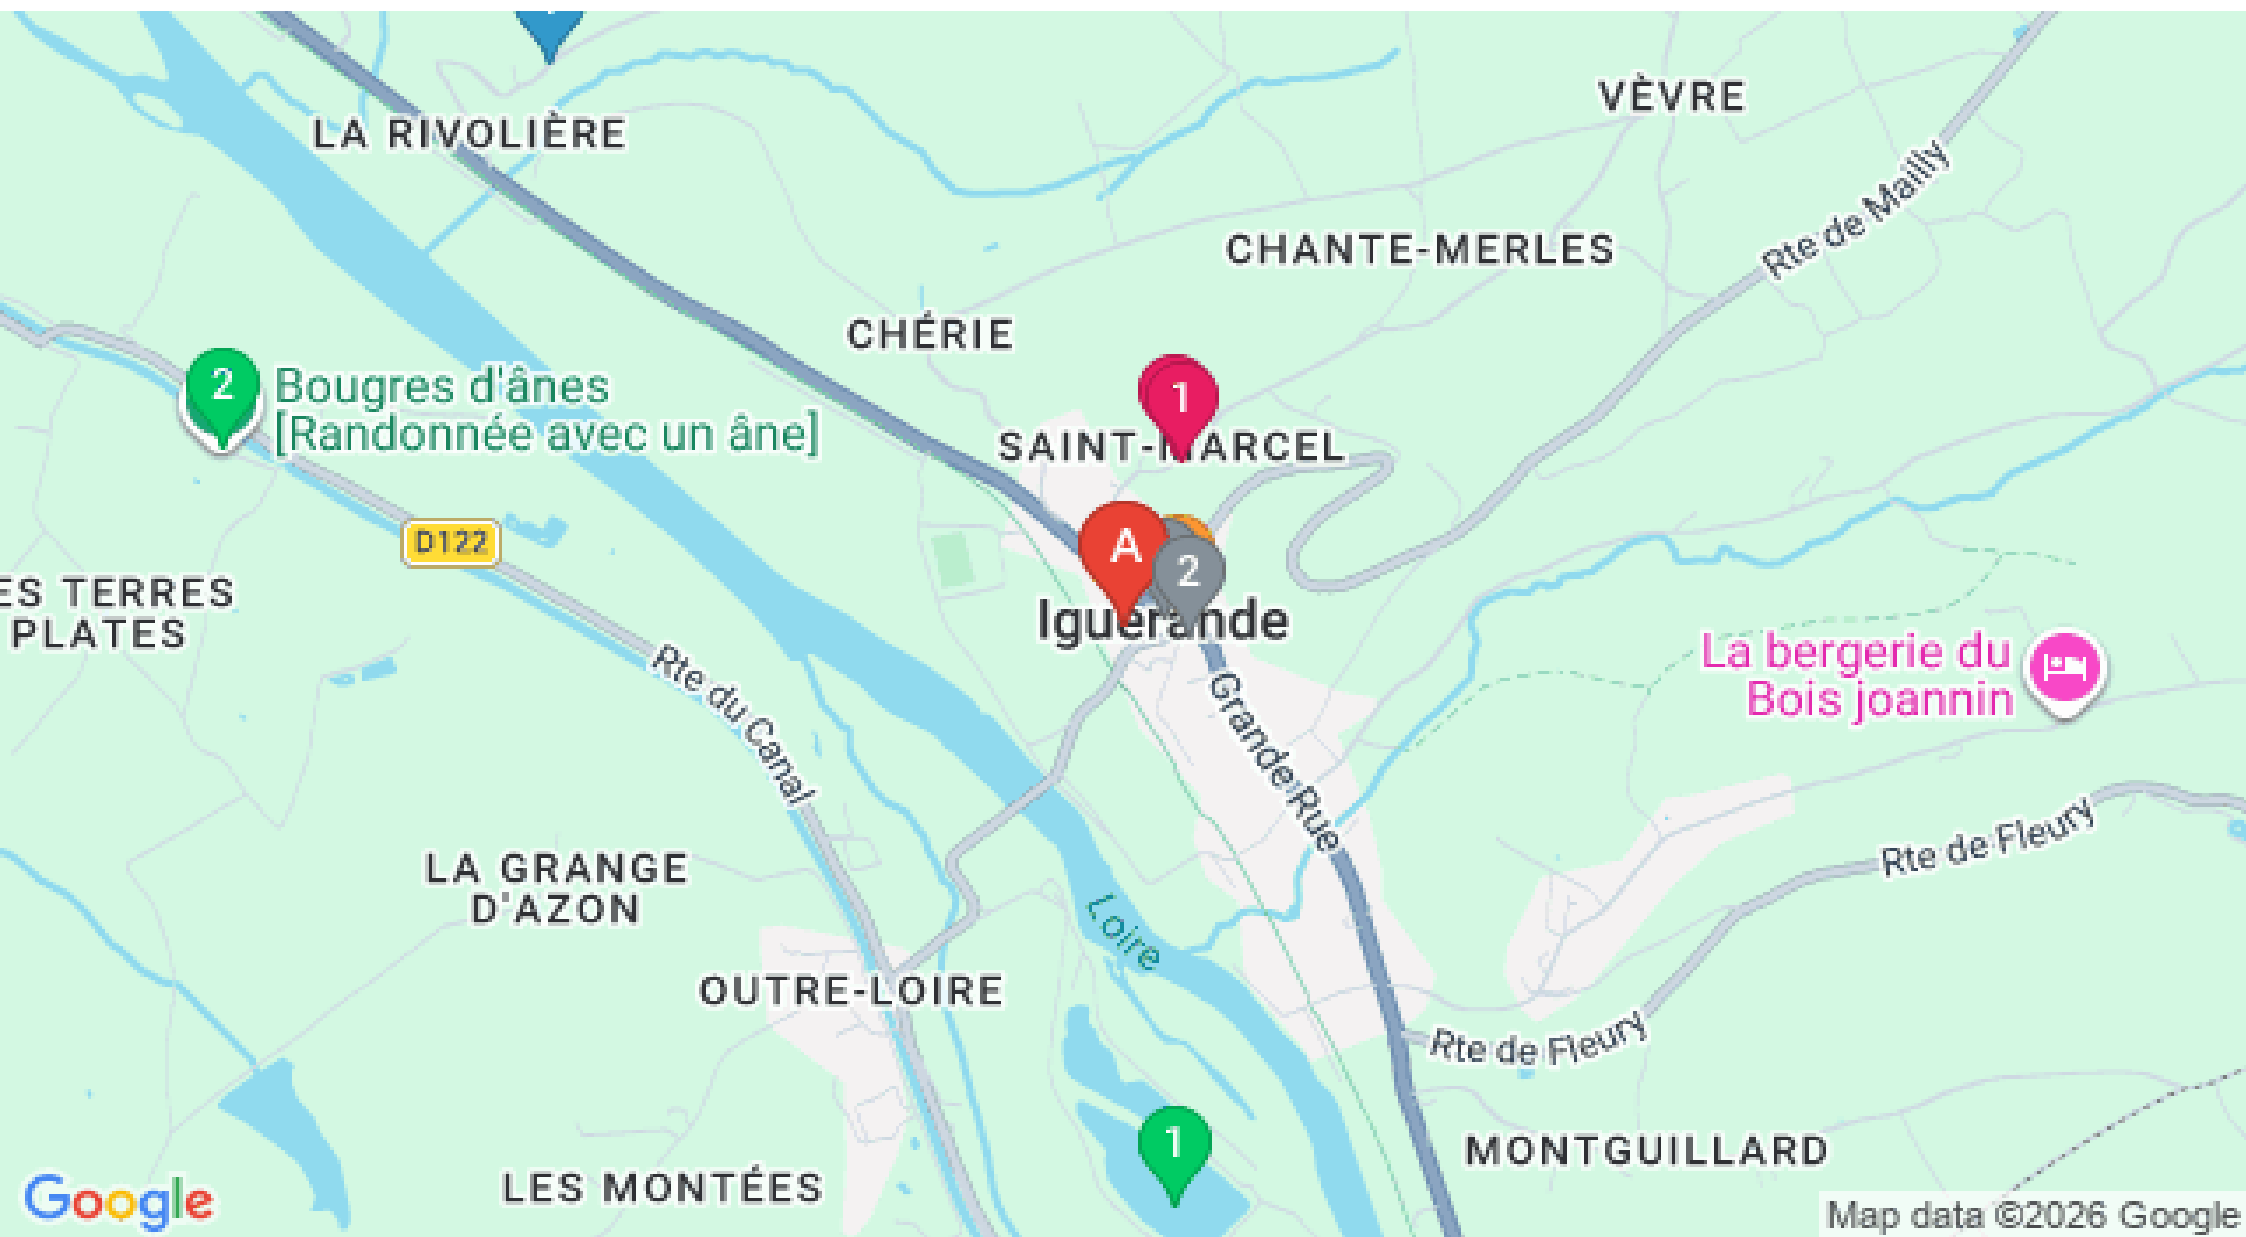 LA RIVOLIÈRE
VÈVRE
Rte de Mailly
CHANTE-MERLES
CHÉRIE
2
Bougres d'ânes
[Randonnée avec un âne]
1
SAINT-MARCEL
D122
A
2
Iguerande
ES TERRES
PLATES
Rte du Canal
Grande Rue
La bergerie du
Bois joannin
Rte de Fleury
LA GRANGE
D'AZON
Loire
OUTRE-LOIRE
Rte de Fleury
1
MONTGUILLARD
LES MONTÉES
Google
Map data ©2026 Google